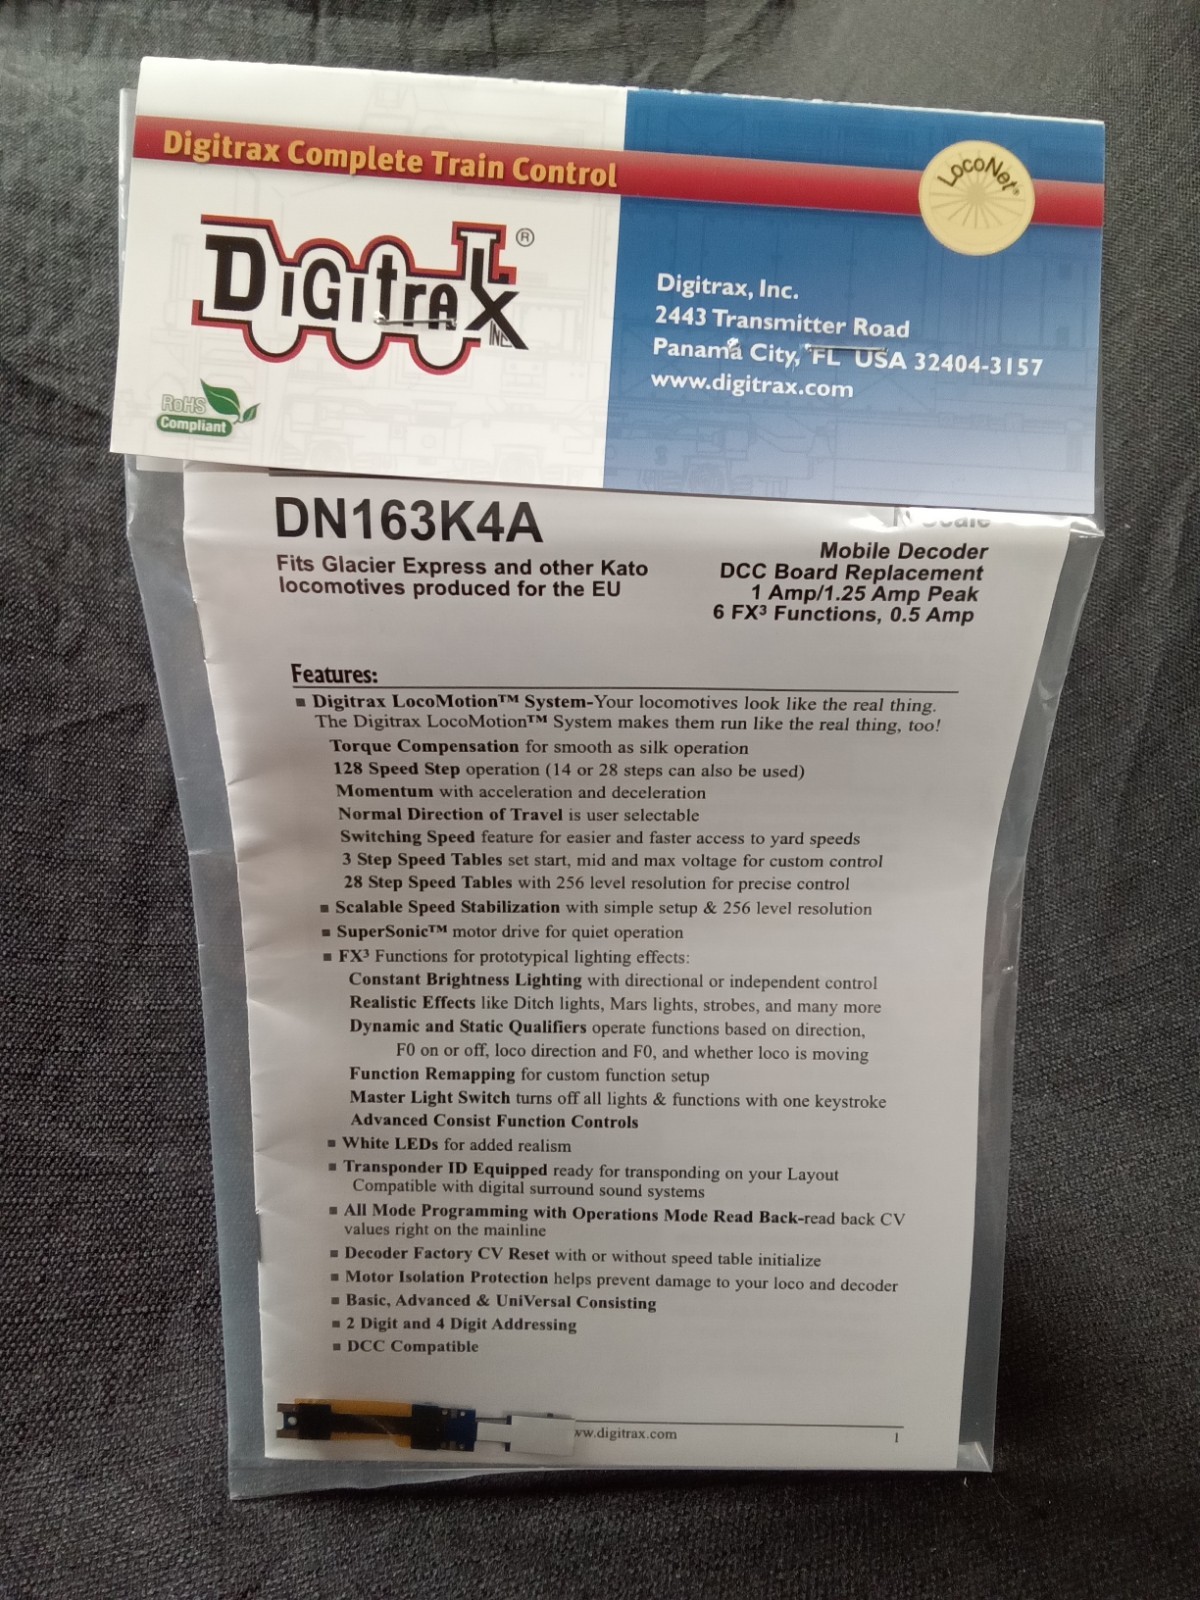 Digitrax Complete Train Control
LocoNet®
DIGITRAX ®
INC
RoHS
Compliant
Digitrax, Inc.
2443 Transmitter Road
Panama City, FL USA 32404-3157
www.digitrax.com
DN163K4A
Fits Glacier Express and other Kato
locomotives produced for the EU
N Scale
Mobile Decoder
DCC Board Replacement
1 Amp/1.25 Amp Peak
6 FX³ Functions, 0.5 Amp
Features:
■ Digitrax LocoMotion™ System-Your locomotives look like the real thing.
The Digitrax LocoMotion™ System makes them run like the real thing, too!
Torque Compensation for smooth as silk operation
128 Speed Step operation (14 or 28 steps can also be used)
Momentum with acceleration and deceleration
Normal Direction of Travel is user selectable
Switching Speed feature for easier and faster access to yard speeds
3 Step Speed Tables set start, mid and max voltage for custom control
28 Step Speed Tables with 256 level resolution for precise control
■ Scalable Speed Stabilization with simple setup & 256 level resolution
■ SuperSonic™ motor drive for quiet operation
■ FX³ Functions for prototypical lighting effects:
Constant Brightness Lighting with directional or independent control
Realistic Effects like Ditch lights, Mars lights, strobes, and many more
Dynamic and Static Qualifiers operate functions based on direction,
F0 on or off, loco direction and F0, and whether loco is moving
Function Remapping for custom function setup
Master Light Switch turns off all lights & functions with one keystroke
Advanced Consist Function Controls
■ White LEDs for added realism
■ Transponder ID Equipped ready for transponding on your Layout
Compatible with digital surround sound systems
■ All Mode Programming with Operations Mode Read Back-read back CV
values right on the mainline
■ Decoder Factory CV Reset with or without speed table initialize
■ Motor Isolation Protection helps prevent damage to your loco and decoder
■ Basic, Advanced & UniVersal Consisting
■ 2 Digit and 4 Digit Addressing
■ DCC Compatible
ww.digitrax.com
1